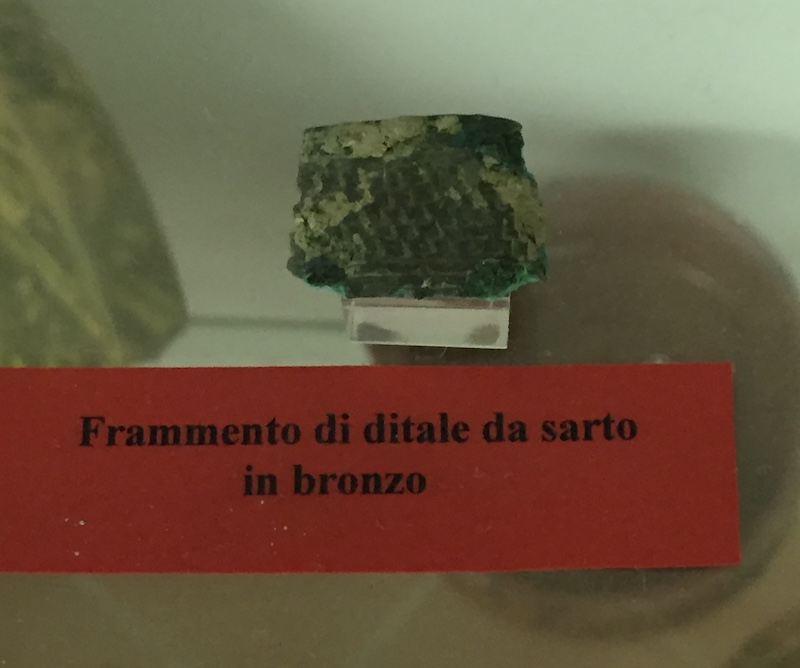 Frammento di ditale da sarto
in bronzo